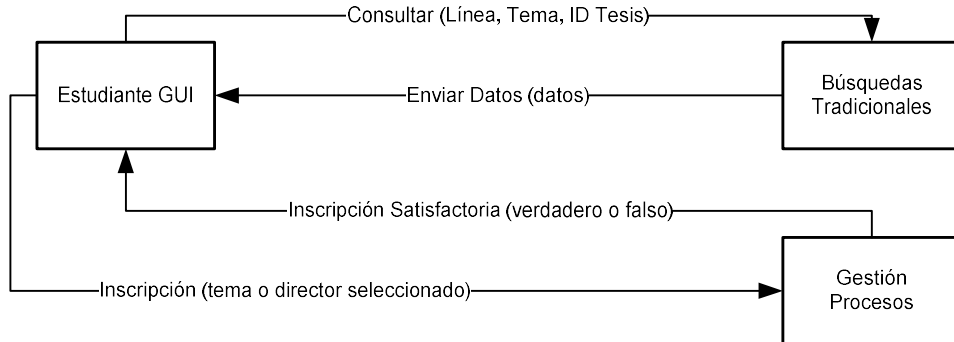 Consultar (Línea, Tema, ID Tesis)
Estudiante GUI
Enviar Datos (datos)
Búsquedas
Tradicionales
Inscripción Satisfactoria (verdadero o falso)
Inscripción (tema o director seleccionado)
Gestión
Procesos